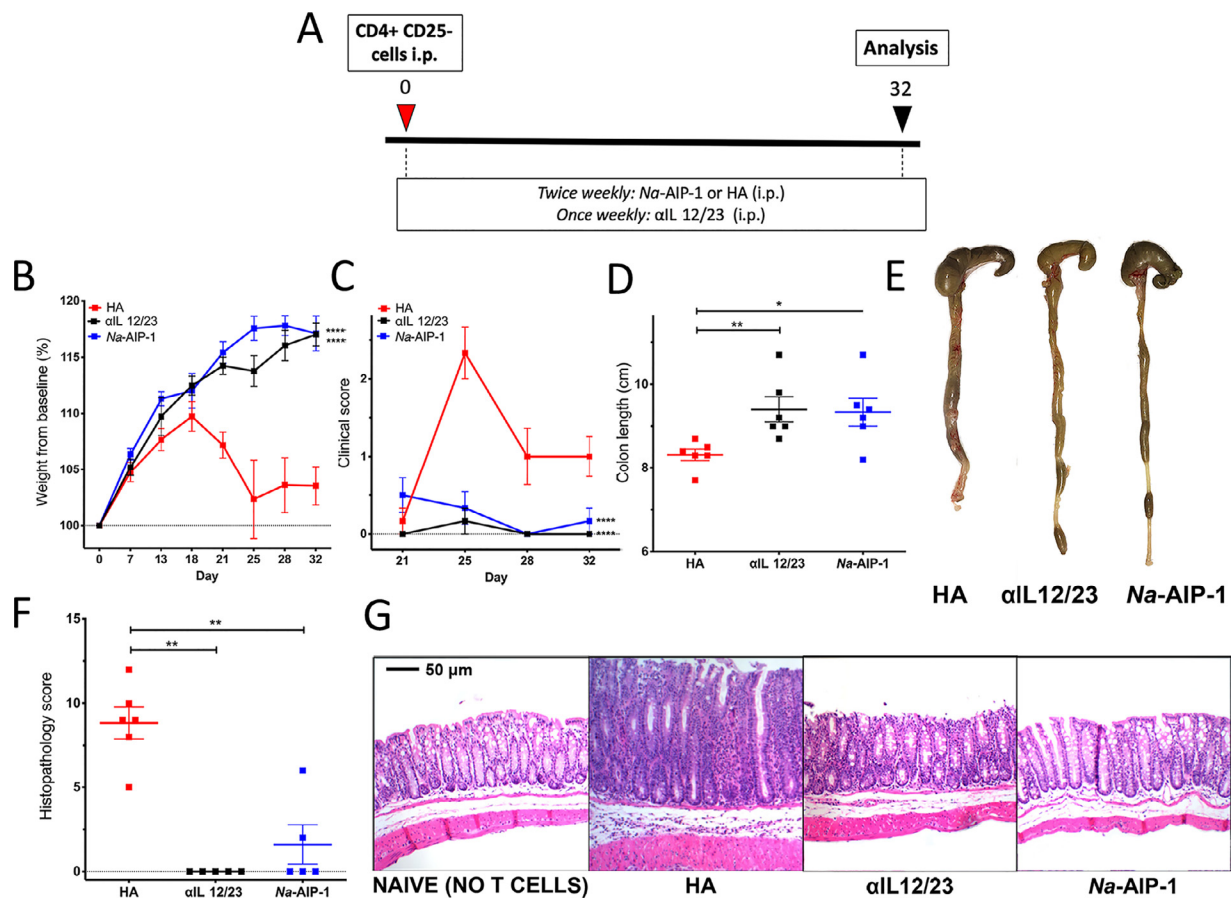 A
CD4+ CD25-
cells i.p.
Analysis
0
32
Twice weekly: Na-AIP-1 or HA (i.p.)
Once weekly: αIL 12/23 (i.p.)
B
HA
αIL 12/23
Na-AIP-1
120
115
110
105
100
Weight from baseline (%)
****
****
0 7 13 18 21 25 28 32
Day
C
HA
αIL 12/23
Na-AIP-1
2
1
0
Clinical score
****
****
21 25 28 32
Day
D
*
**
10
8
6
Colon length (cm)
HA αIL 12/23 Na-AIP-1
E
HA αIL12/23 Na-AIP-1
F
**
**
15
10
5
0
Histopathology score
HA αIL 12/23 Na-AIP-1
G
50 µm
NAIVE (NO T CELLS) HA αIL12/23 Na-AIP-1